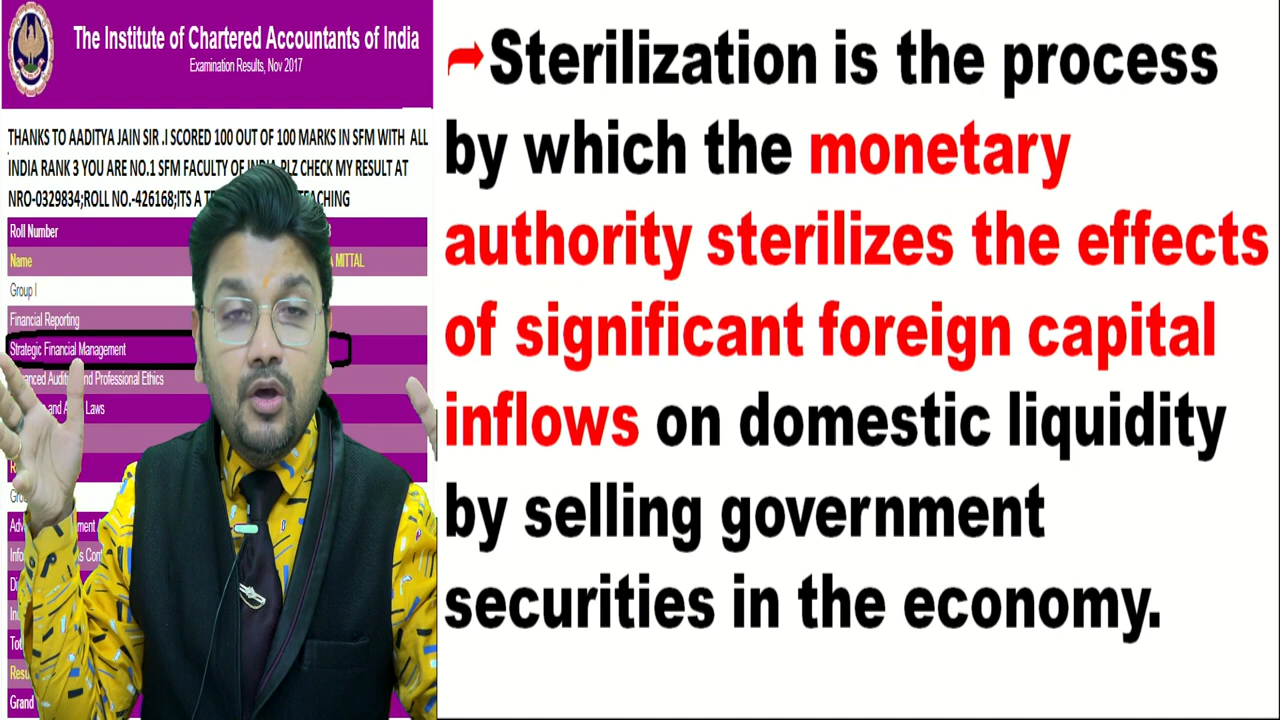 The Institute of Chartered Accountants of India
Examination Results, Nov 2017
THANKS TO AADITYA JAIN SIR .I SCORED 100 OUT OF 100 MARKS IN SFM WITH ALL
INDIA RANK 3 YOU ARE NO.1 SFM FACULTY OF INDIA PLZ CHECK MY RESULT AT
NRO-0329834;ROLL NO.-426168;ITS A
Roll Number
Name MITTAL
Group I
Financial Reporting
Strategic Financial Management
and Professional Ethics
and Laws
Grand
➦Sterilization is the process
by which the monetary
authority sterilizes the effects
of significant foreign capital
inflows on domestic liquidity
by selling government
securities in the economy.